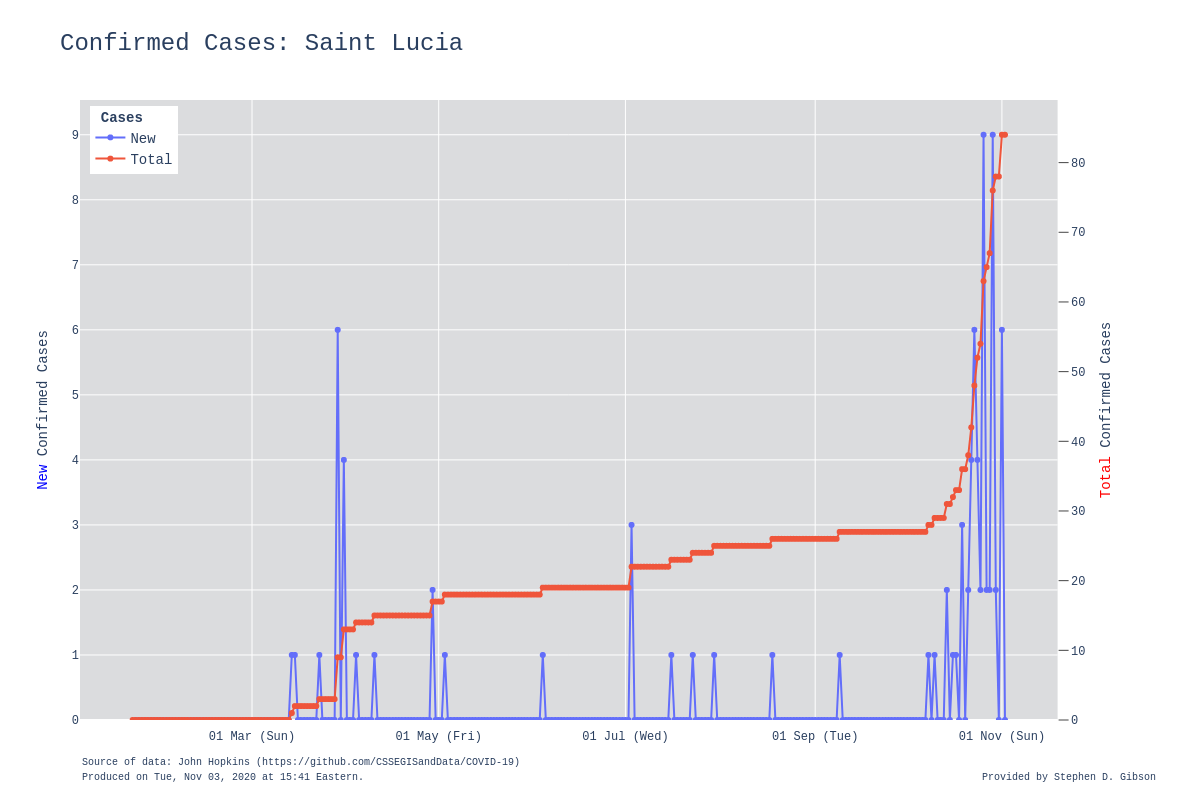 Confirmed Cases: Saint Lucia
Cases
New
Total
9
8
7
6
5
4
3
2
1
0
80
70
60
50
40
30
20
10
0
New Confirmed Cases
Total Confirmed Cases
01 Mar (Sun)
01 May (Fri)
01 Jul (Wed)
01 Sep (Tue)
01 Nov (Sun)
Source of data: John Hopkins (https://github.com/CSSEGISandData/COVID-19)
Produced on Tue, Nov 03, 2020 at 15:41 Eastern.
Provided by Stephen D. Gibson